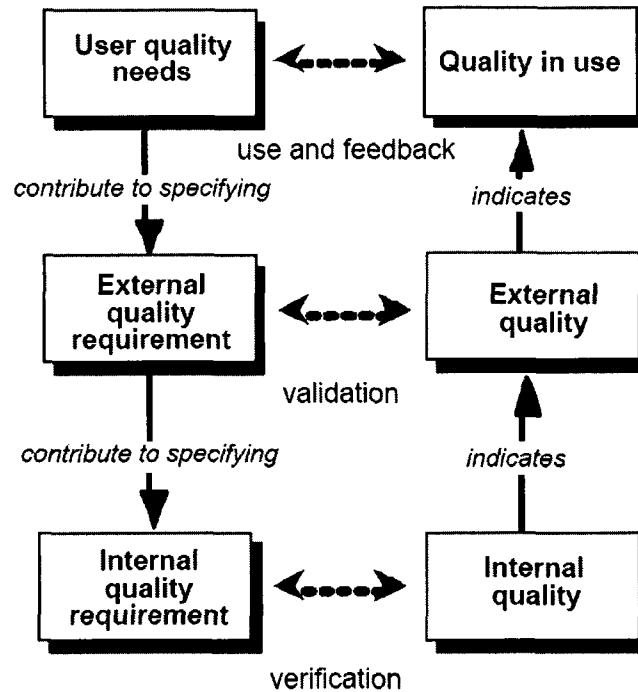 User quality
needs
Quality in use
use and feedback
contribute to specifying
indicates
External
quality
requirement
External
quality
validation
contribute to specifying
indicates
Internal
quality
requirement
Internal
quality
verification